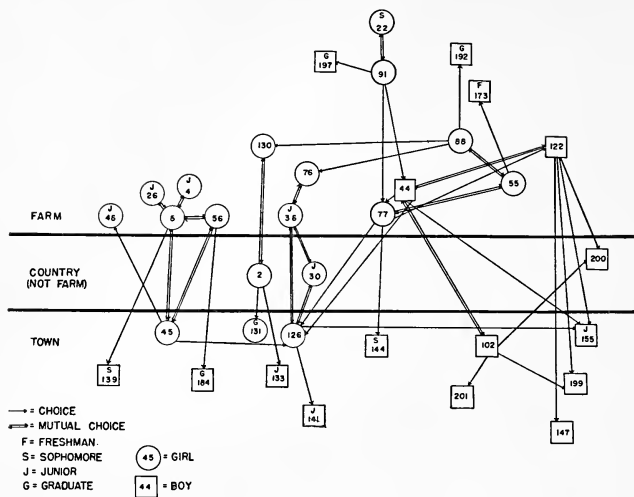 S
22
G
197
91
G
192
F
173
130
88
122
76
J
26
J
4
44
55
J
46
5
56
J
36
77
FARM
COUNTRY
(NOT FARM)
2
J
30
200
TOWN
45
G
131
126
S
144
102
J
155
S
139
G
184
J
133
201
199
J
141
147
→ = CHOICE
= MUTUAL CHOICE
F = FRESHMAN
S = SOPHOMORE
J = JUNIOR
G = GRADUATE
45 = GIRL
44 = BOY